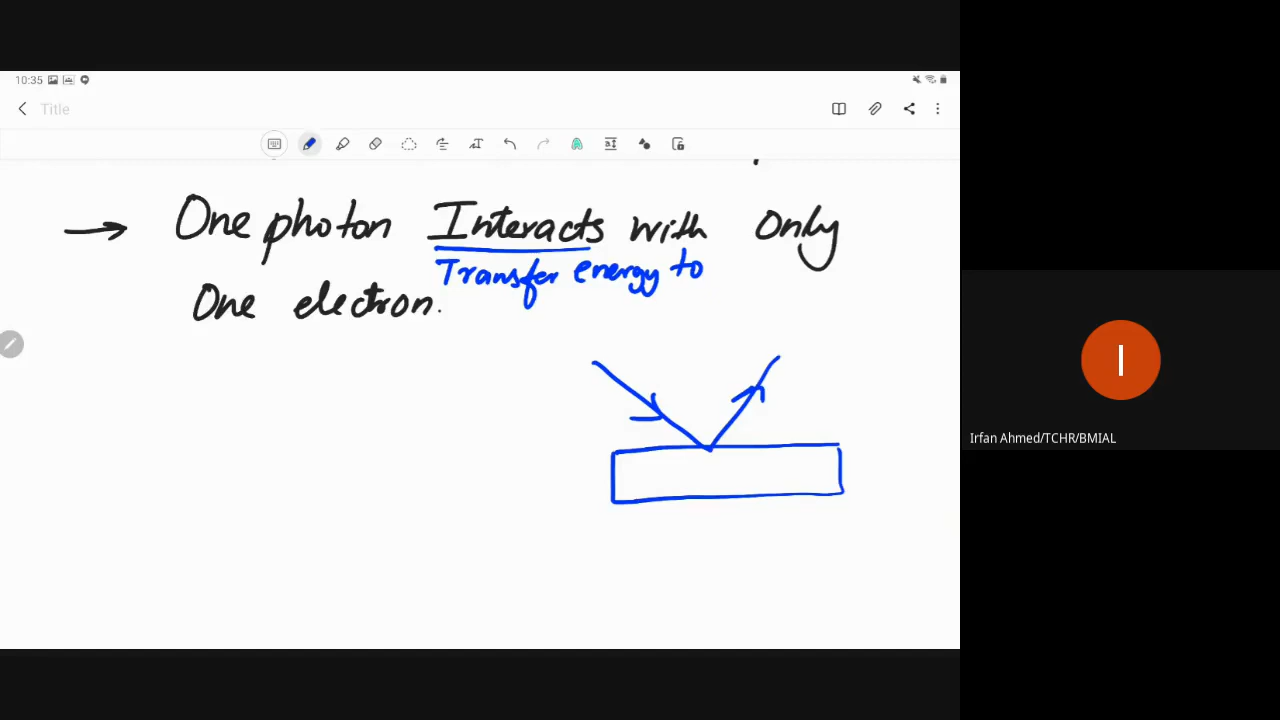 10:35
Title
→ One photon Interacts with Only
Transfer energy to
One electron.
I
Irfan Ahmed/TCHR/BMIAL